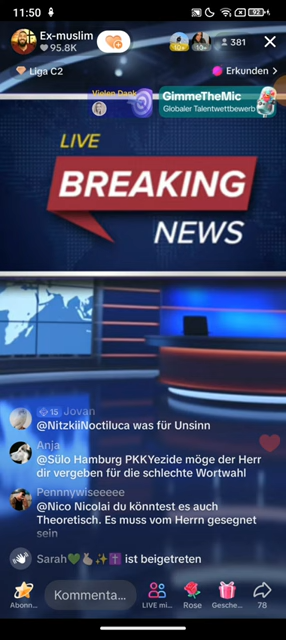 11:50
92
Ex-muslim
95.8K
10+
10+
381
Liga C2
Erkunden >
Vielen Dank
GimmeTheMic
Globaler Talentwettbewerb
LIVE
BREAKING
NEWS
15 Jovan
@NitzkiiNoctiluca was für Unsinn
Anja
@Sülo Hamburg PKKYezide möge der Herr
dir vergeben für die schlechte Wortwahl
Pennnywiseeeee
@Nico Nicolai du könntest es auch
Theoretisch. Es muss vom Herrn gesegnet
sein
Sarah💚🫰🏼✨✝️ ist beigetreten
Kommenta...
Abonn...
LIVE mi...
Rose
Gesche...
78